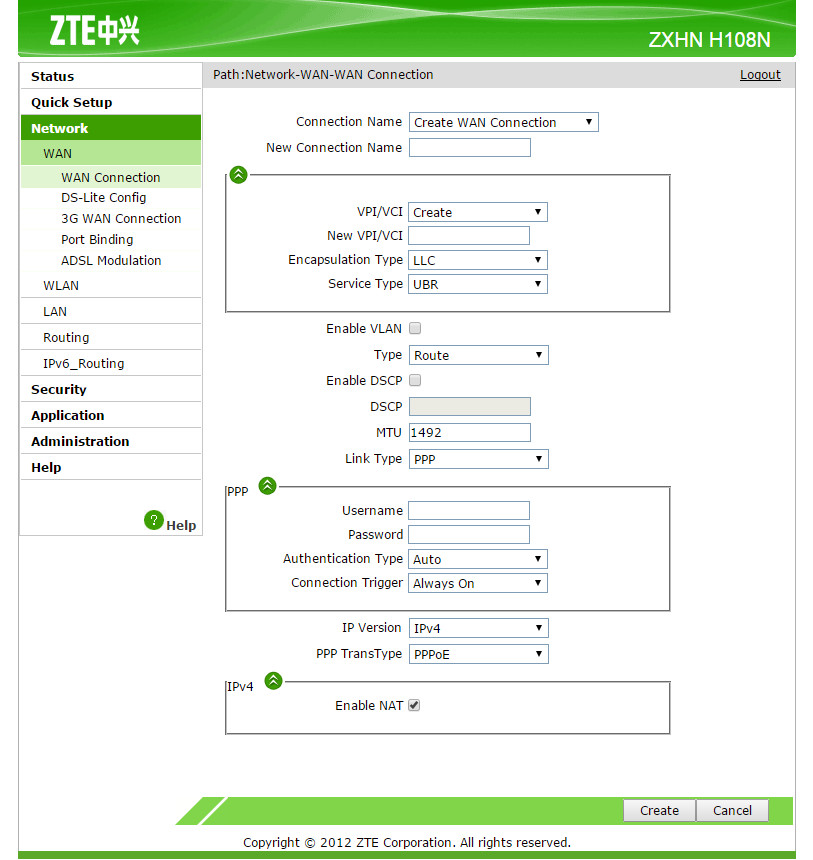 ZTE中兴
ZXHN H108N
Status
Quick Setup
Network
WAN
WAN Connection
DS-Lite Config
3G WAN Connection
Port Binding
ADSL Modulation
WLAN
LAN
Routing
IPv6_Routing
Security
Application
Administration
Help
? Help
Path:Network-WAN-WAN Connection Logout
Connection Name Create WAN Connection
New Connection Name
VPI/VCI Create
New VPI/VCI
Encapsulation Type LLC
Service Type UBR
Enable VLAN
Type Route
Enable DSCP
DSCP
MTU 1492
Link Type PPP
PPP
Username
Password
Authentication Type Auto
Connection Trigger Always On
IP Version IPv4
PPP TransType PPPoE
IPv4
Enable NAT
Create Cancel
Copyright © 2012 ZTE Corporation. All rights reserved.